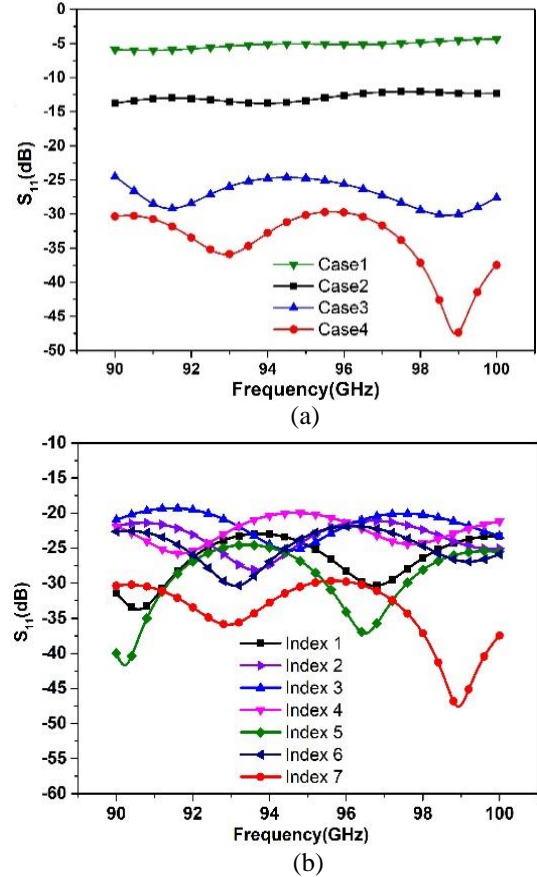 0
-5
-10
-15
-20
-25
-30
-35
-40
-45
-50
S11(dB)
Case1
Case2
Case3
Case4
90 92 94 96 98 100
Frequency(GHz)
(a)
-10
-15
-20
-25
-30
-35
-40
-45
-50
-55
-60
S11(dB)
Index 1
Index 2
Index 3
Index 4
Index 5
Index 6
Index 7
90 92 94 96 98 100
Frequency(GHz)
(b)